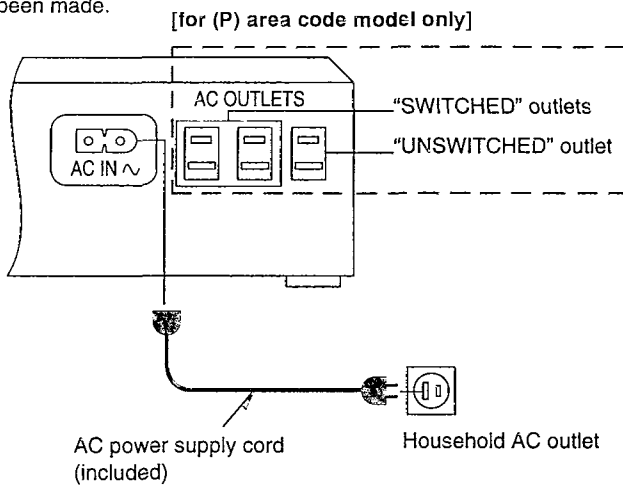 been made.
[for (P) area code model only]
AC OUTLETS
"SWITCHED" outlets
"UNSWITCHED" outlet
AC IN ∿
AC power supply cord
(included)
Household AC outlet